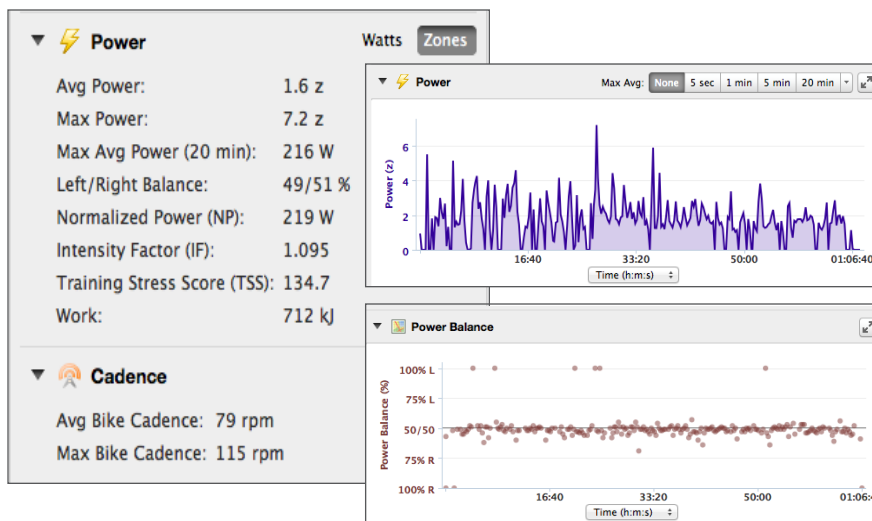 Power
Watts Zones
Avg Power: 1.6 z
Max Power: 7.2 z
Max Avg Power (20 min): 216 W
Left/Right Balance: 49/51 %
Normalized Power (NP): 219 W
Intensity Factor (IF): 1.095
Training Stress Score (TSS): 134.7
Work: 712 kJ
Cadence
Avg Bike Cadence: 79 rpm
Max Bike Cadence: 115 rpm
Power
Max Avg: None 5 sec 1 min 5 min 20 min
Power (z)
6
4
2
0
16:40 33:20 50:00 01:06:40
Time (h:m:s)
Power Balance
Power Balance (%)
100% L
75% L
50/50
75% R
100% R
16:40 33:20 50:00 01:06:4
Time (h:m:s)